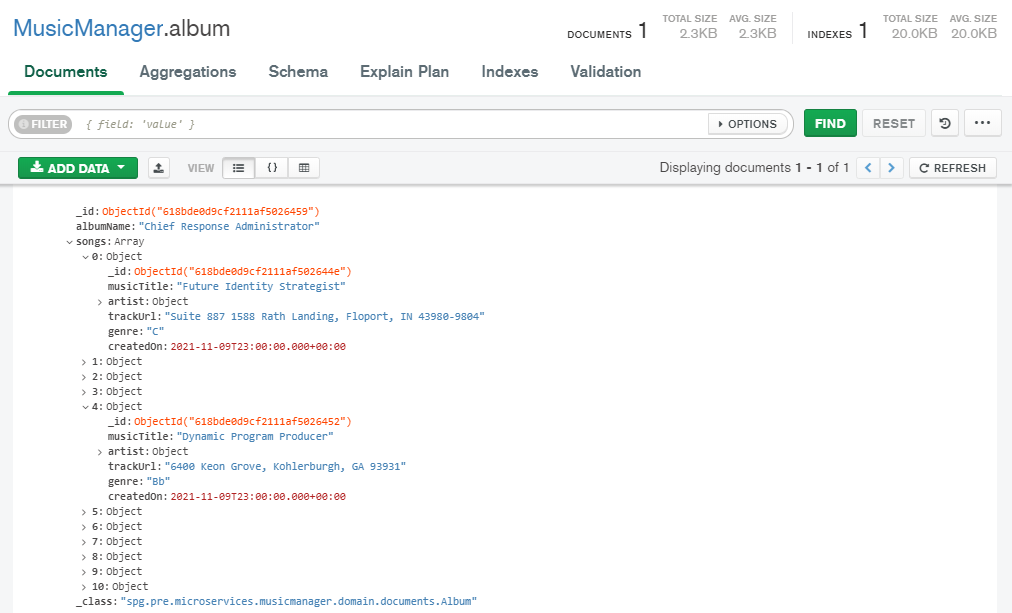 MusicManager.album
DOCUMENTS 1 TOTAL SIZE 2.3KB AVG. SIZE 2.3KB INDEXES 1 TOTAL SIZE 20.0KB AVG. SIZE 20.0KB
Documents Aggregations Schema Explain Plan Indexes Validation
FILTER { field: 'value' } OPTIONS FIND RESET
ADD DATA VIEW Displaying documents 1 - 1 of 1 REFRESH
_id: ObjectId("618bde0d9cf2111af5026459")
albumName: "Chief Response Administrator"
songs: Array
0: Object
_id: ObjectId("618bde0d9cf2111af502644e")
musicTitle: "Future Identity Strategist"
artist: Object
trackUrl: "Suite 887 1588 Rath Landing, Floport, IN 43980-9804"
genre: "C"
createdOn: 2021-11-09T23:00:00.000+00:00
1: Object
2: Object
3: Object
4: Object
_id: ObjectId("618bde0d9cf2111af5026452")
musicTitle: "Dynamic Program Producer"
artist: Object
trackUrl: "6400 Keon Grove, Kohlerburgh, GA 93931"
genre: "Bb"
createdOn: 2021-11-09T23:00:00.000+00:00
5: Object
6: Object
7: Object
8: Object
9: Object
10: Object
_class: "spg.pre.microservices.musicmanager.domain.documents.Album"